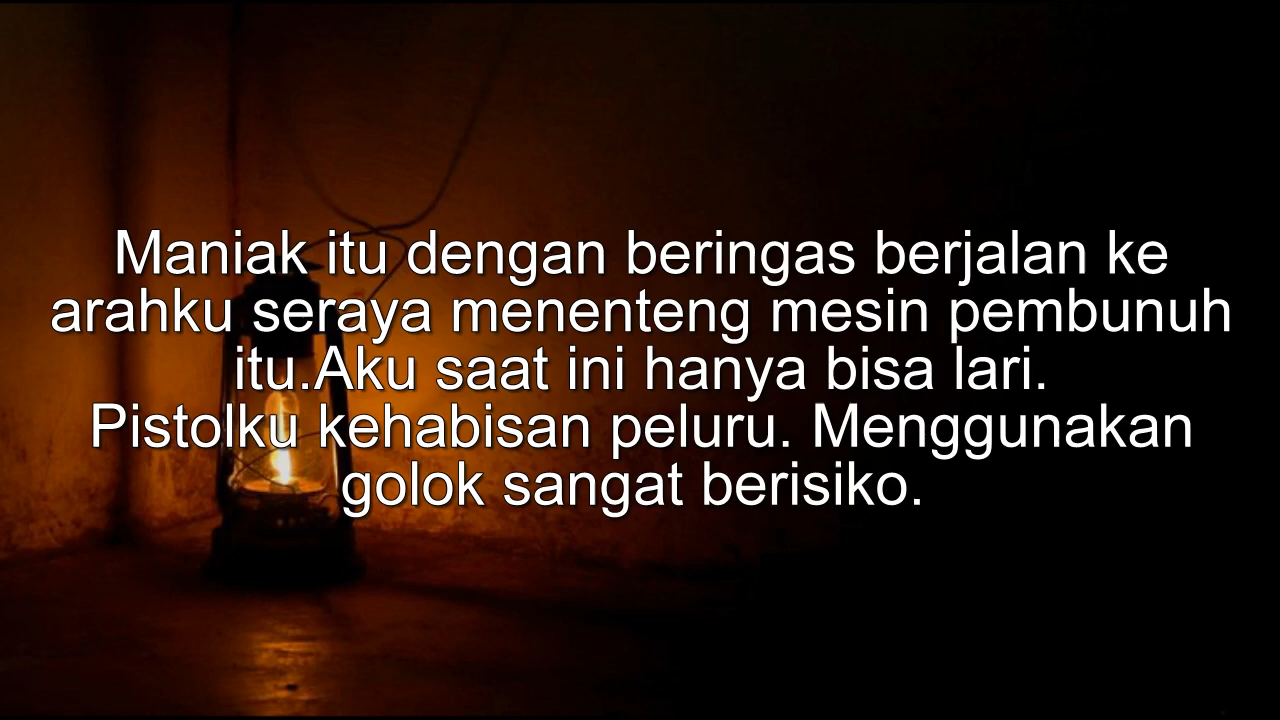 Maniak itu dengan beringas berjalan ke
arahku seraya menenteng mesin pembunuh
itu.Aku saat ini hanya bisa lari.
Pistolku kehabisan peluru. Menggunakan
golok sangat berisiko.